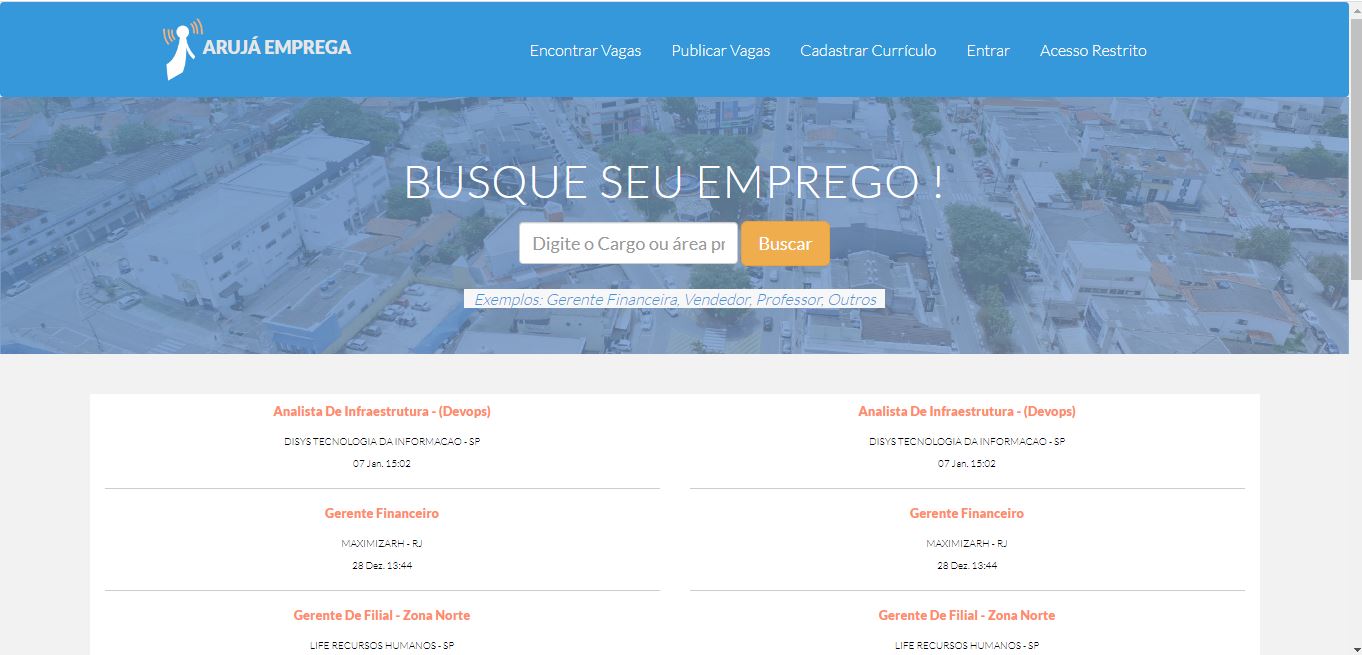 ARUJÁ EMPREGA
Encontrar Vagas Publicar Vagas Cadastrar Currículo Entrar Acesso Restrito
BUSQUE SEU EMPREGO !
Digite o Cargo ou área pr Buscar
Exemplos: Gerente Financeira, Vendedor, Professor, Outros
Analista De Infraestrutura - (Devops)
DISYS TECNOLOGIA DA INFORMACAO - SP
07 Jan. 15:02
Gerente Financeiro
MAXIMIZARH - RJ
28 Dez. 13:44
Gerente De Filial - Zona Norte
LIFE RECURSOS HUMANOS - SP
Analista De Infraestrutura - (Devops)
DISYS TECNOLOGIA DA INFORMACAO - SP
07 Jan. 15:02
Gerente Financeiro
MAXIMIZARH - RJ
28 Dez. 13:44
Gerente De Filial - Zona Norte
LIFE RECURSOS HUMANOS - SP